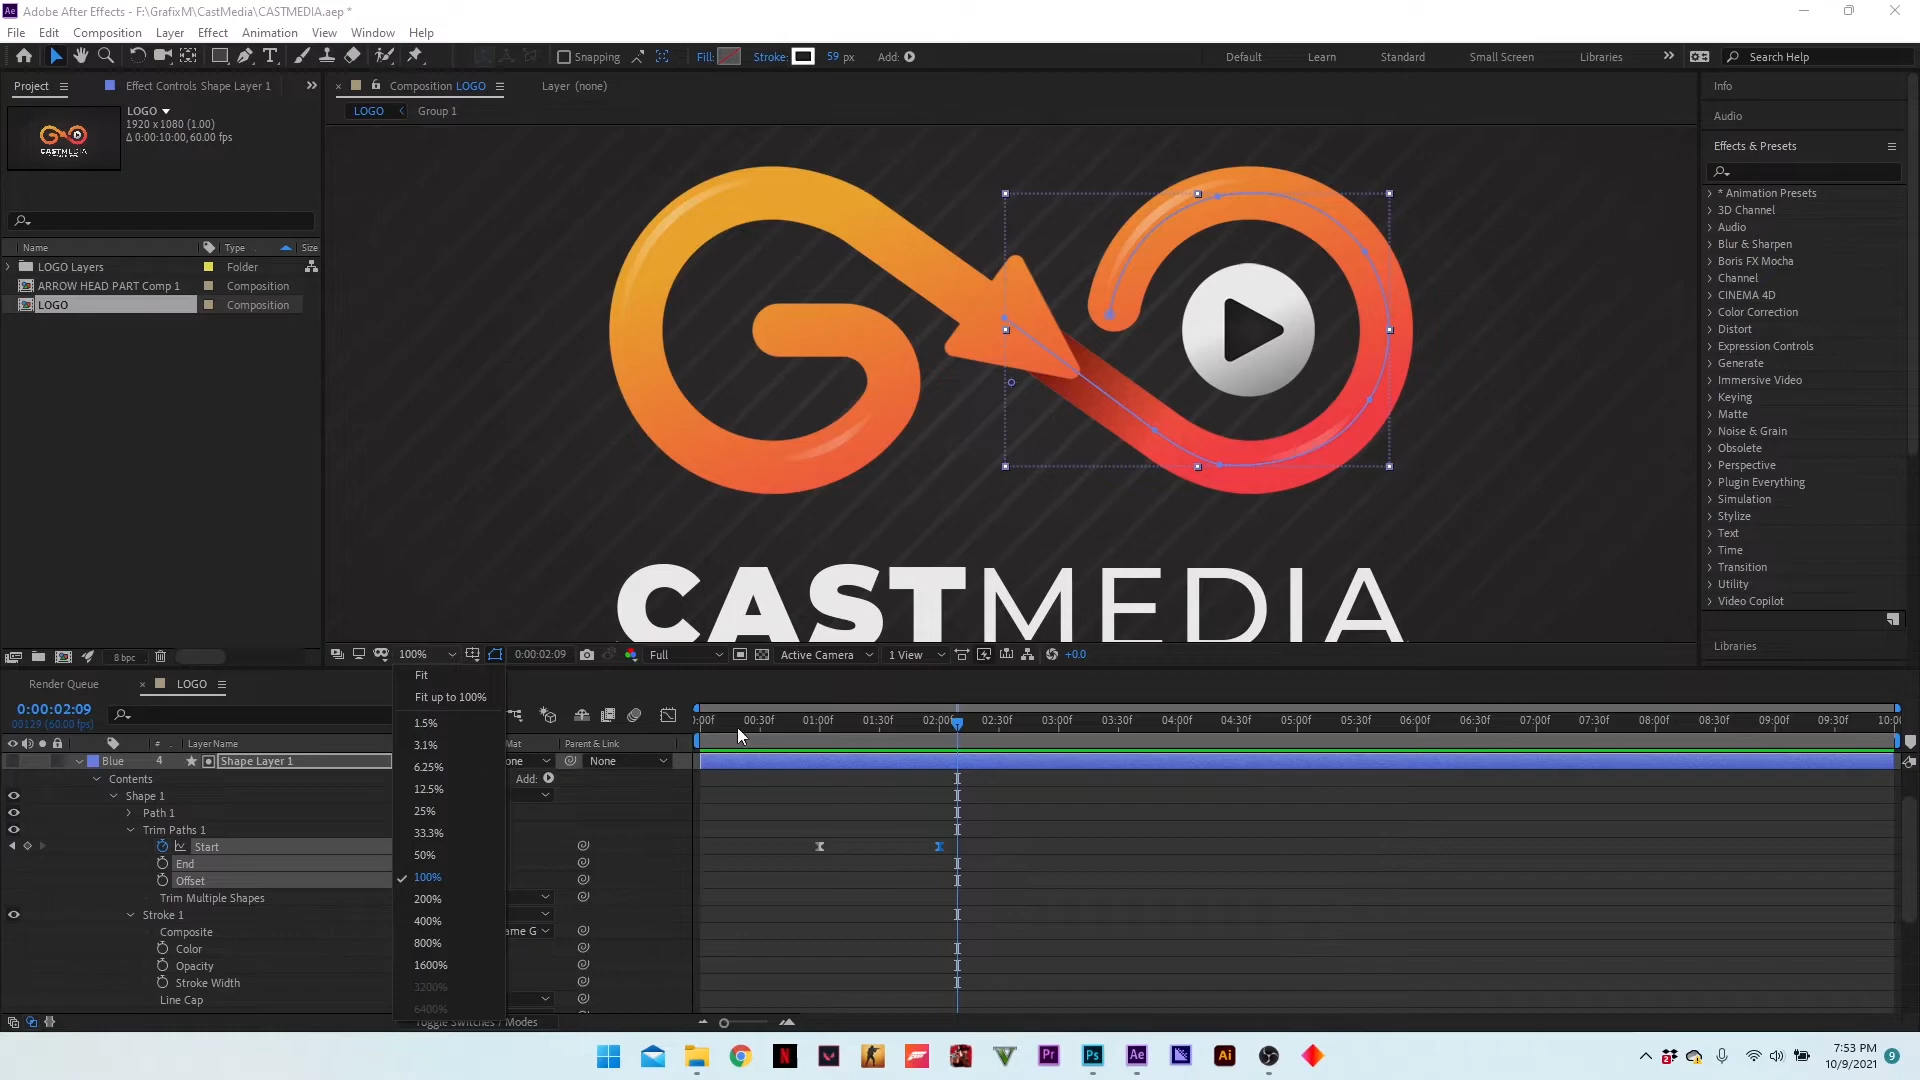 Adobe After Effects - F:\GrafixM\CastMedia\CASTMEDIA.aep *
File Edit Composition Layer Effect Animation View Window Help
Snapping Fill: Stroke: 59 px Add: Default Learn Standard Small Screen Libraries Search Help
Project Effect Controls Shape Layer 1
LOGO
1920 x 1080 (1.00)
Δ 0:00:10:00, 60.00 fps
Name Type Size
LOGO Layers Folder
ARROW HEAD PART Comp 1 Composition
LOGO Composition
Composition LOGO Layer (none)
LOGO Group 1
CASTMEDIA
Info
Audio
Effects & Presets
* Animation Presets
3D Channel
Audio
Blur & Sharpen
Boris FX Mocha
Channel
CINEMA 4D
Color Correction
Distort
Expression Controls
Generate
Immersive Video
Keying
Matte
Noise & Grain
Obsolete
Perspective
Plugin Everything
Simulation
Stylize
Text
Time
Transition
Utility
Video Copilot
Libraries
8 bpc 100% 0:00:02:09 Full Active Camera 1 View +0.0
Fit
Fit up to 100%
1.5%
3.1%
6.25%
12.5%
25%
33.3%
50%
100%
200%
400%
800%
1600%
3200%
6400%
Render Queue LOGO
0:00:02:09
00129 (60.00 fps)
):00f 00:30f 01:00f 01:30f 02:00f 02:30f 03:00f 03:30f 04:00f 04:30f 05:00f 05:30f 06:00f 06:30f 07:00f 07:30f 08:00f 08:30f 09:00f 09:30f 10:0
# Layer Name Mat Parent & Link
Blue 4 Shape Layer 1 one None
Contents Add:
Shape 1
Path 1
Trim Paths 1
Start
End
Offset
Trim Multiple Shapes
Stroke 1
Composite ame G
Color
Opacity
Stroke Width
Line Cap
Toggle Switches / Modes
7:53 PM
10/9/2021
9